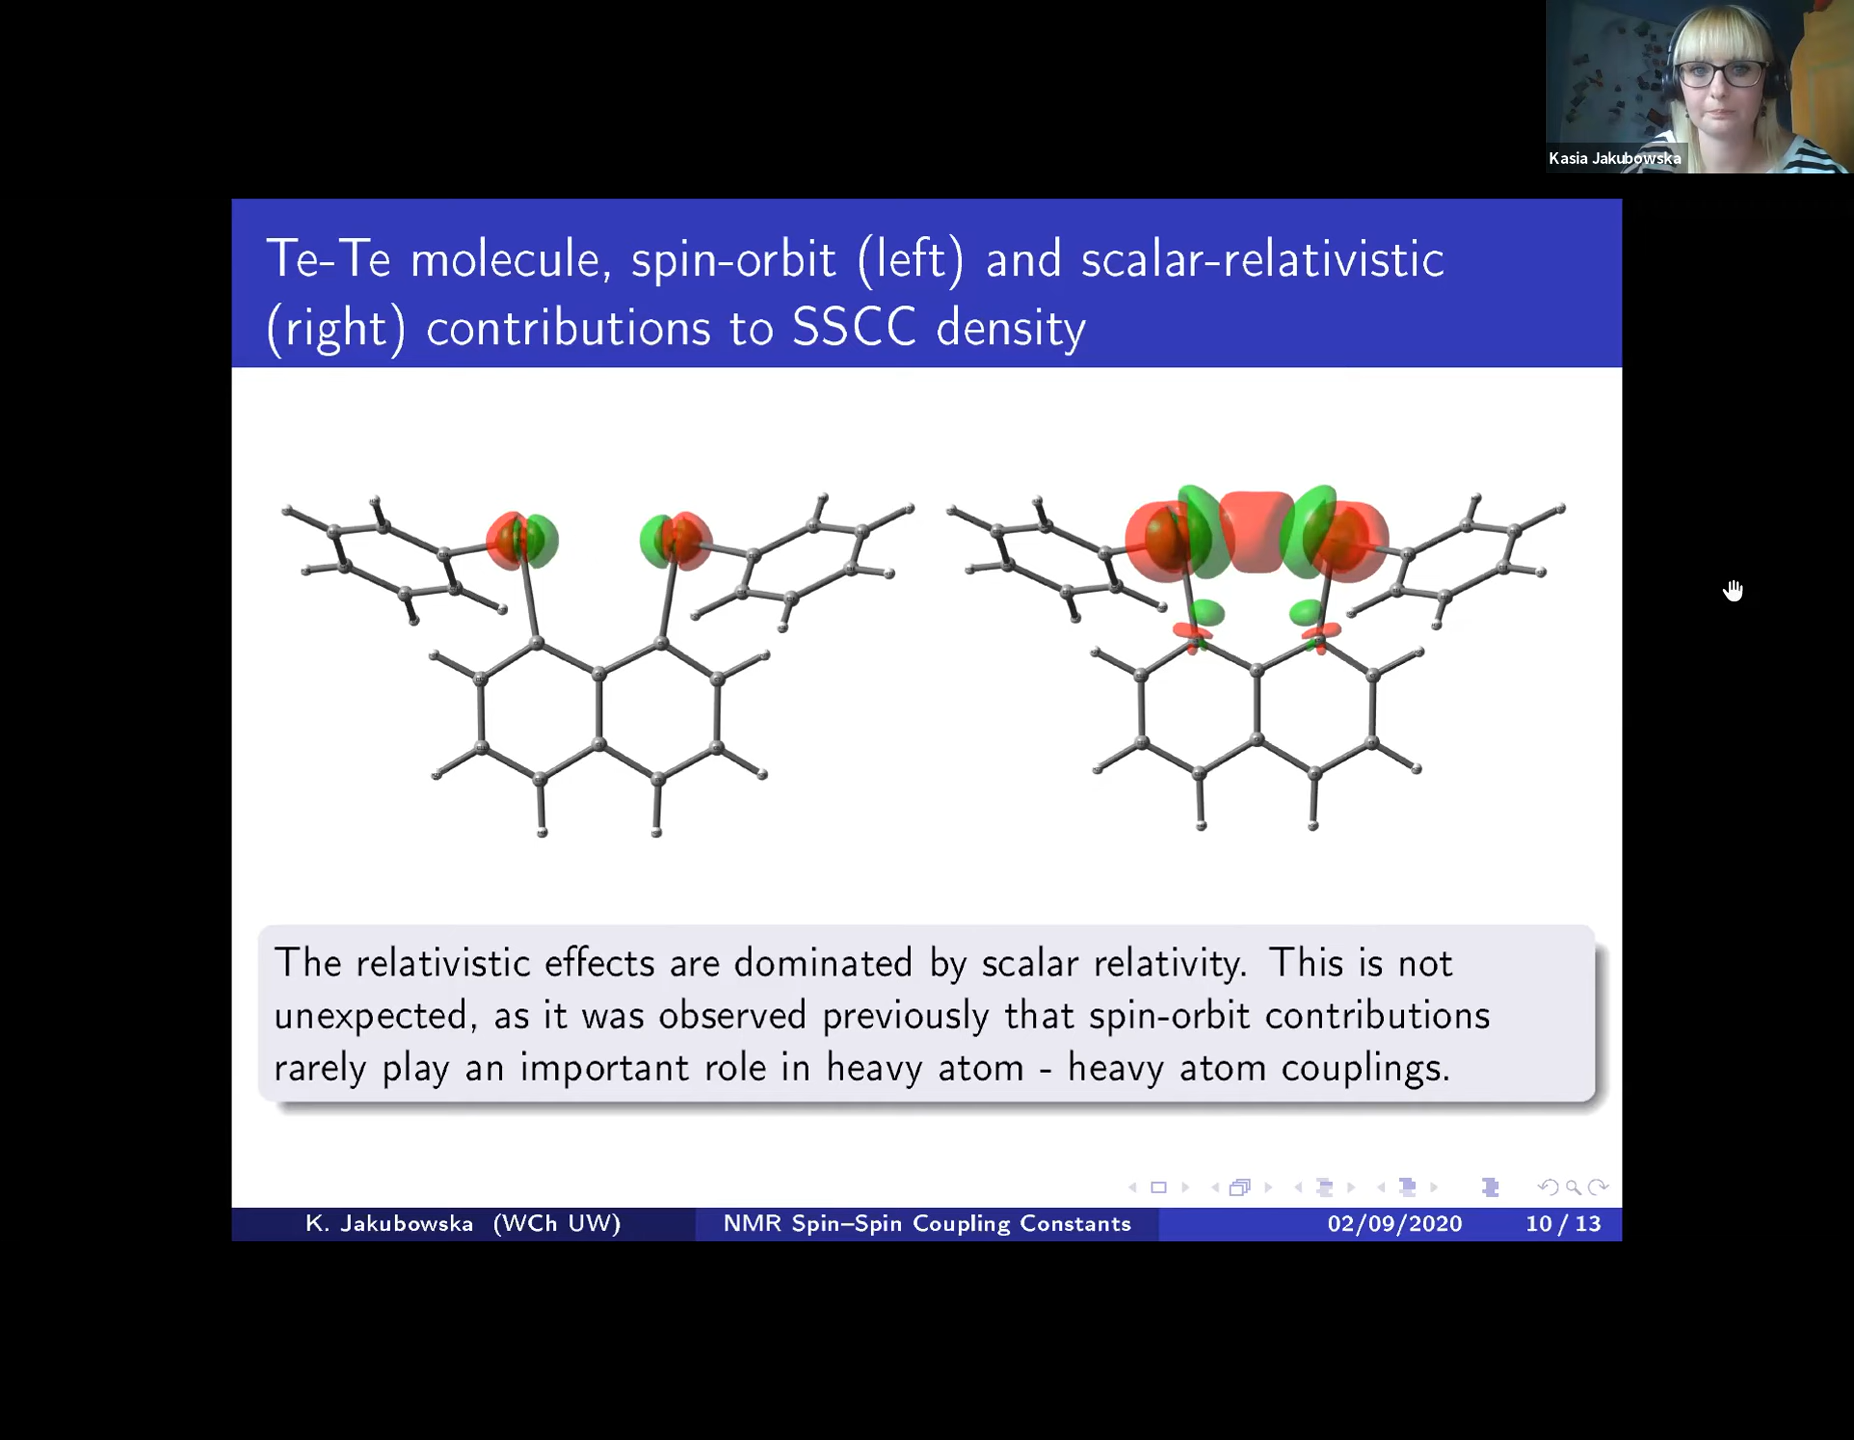 Kasia Jakubowska
Te-Te molecule, spin-orbit (left) and scalar-relativistic
(right) contributions to SSCC density
The relativistic effects are dominated by scalar relativity. This is not
unexpected, as it was observed previously that spin-orbit contributions
rarely play an important role in heavy atom - heavy atom couplings.
K. Jakubowska (WCh UW) NMR Spin–Spin Coupling Constants 02/09/2020 10 / 13